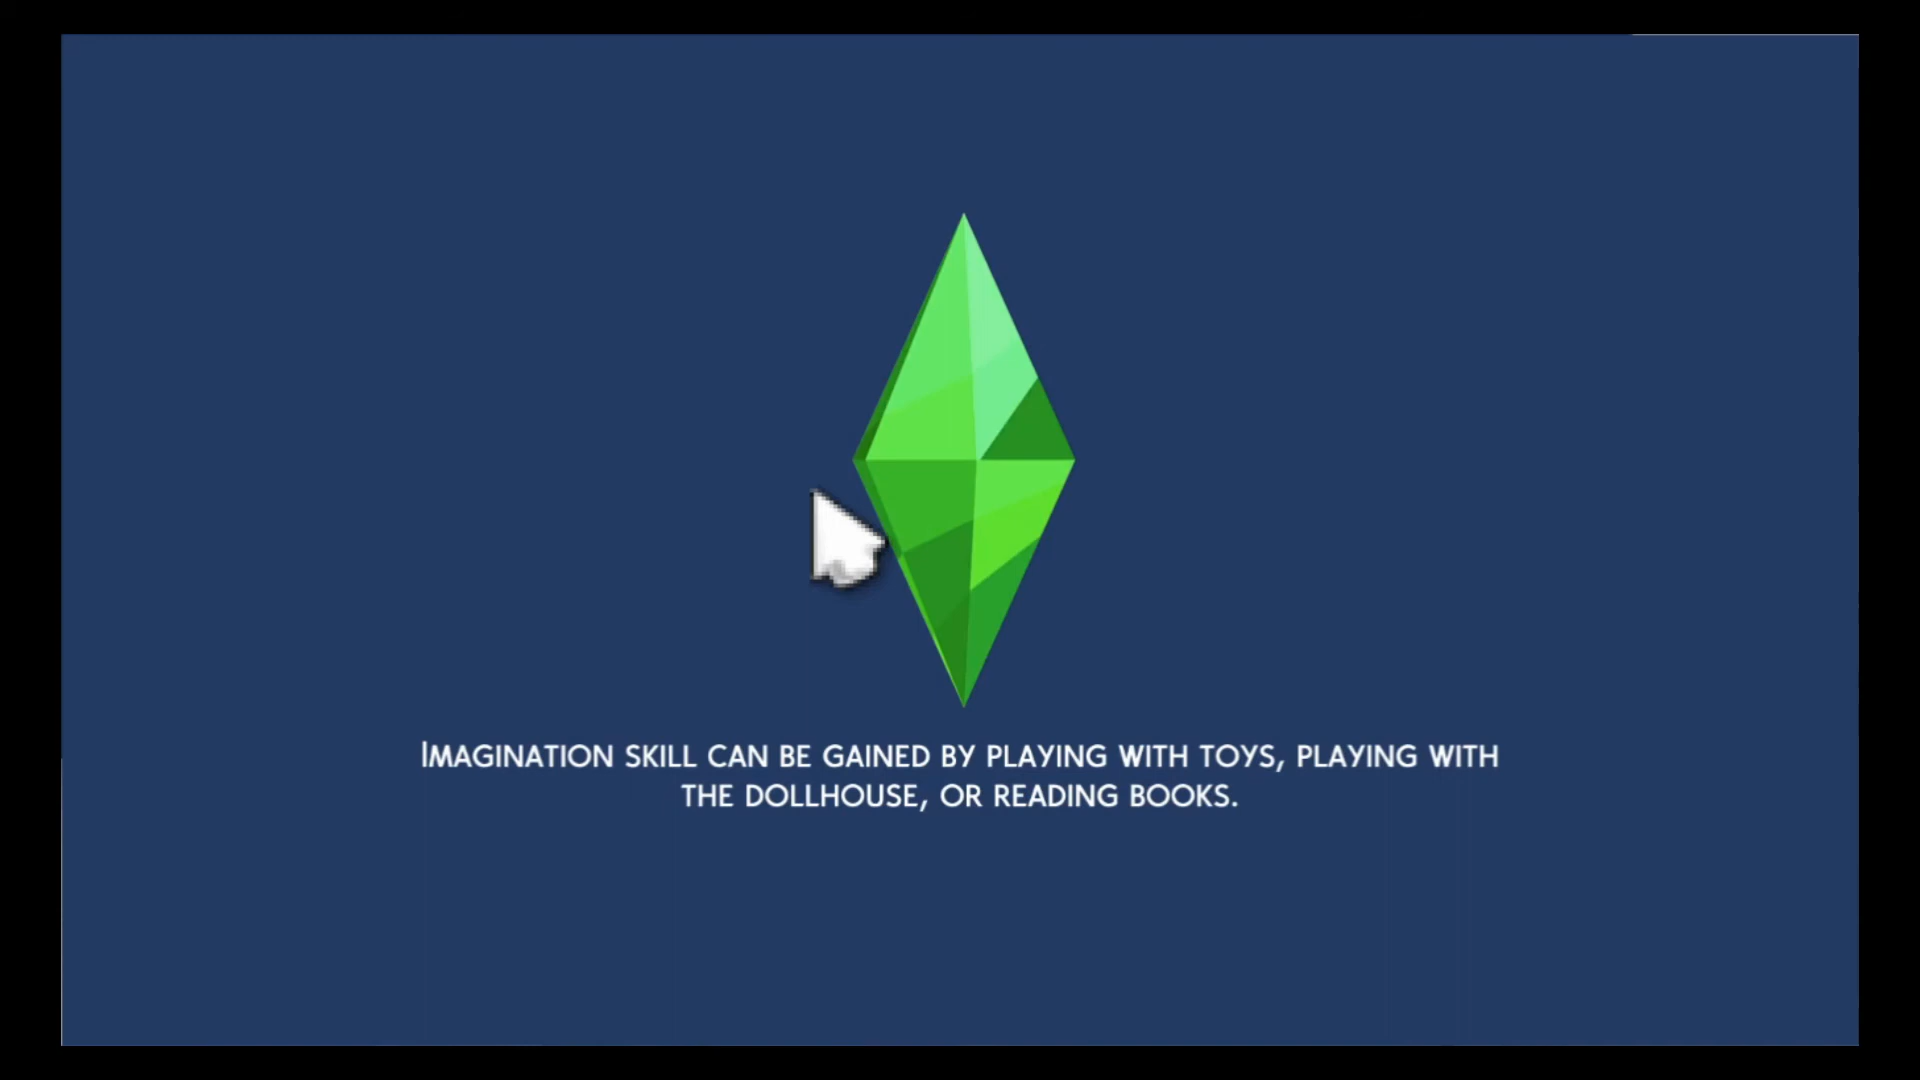 Imagination skill can be gained by playing with toys, playing with
the dollhouse, or reading books.